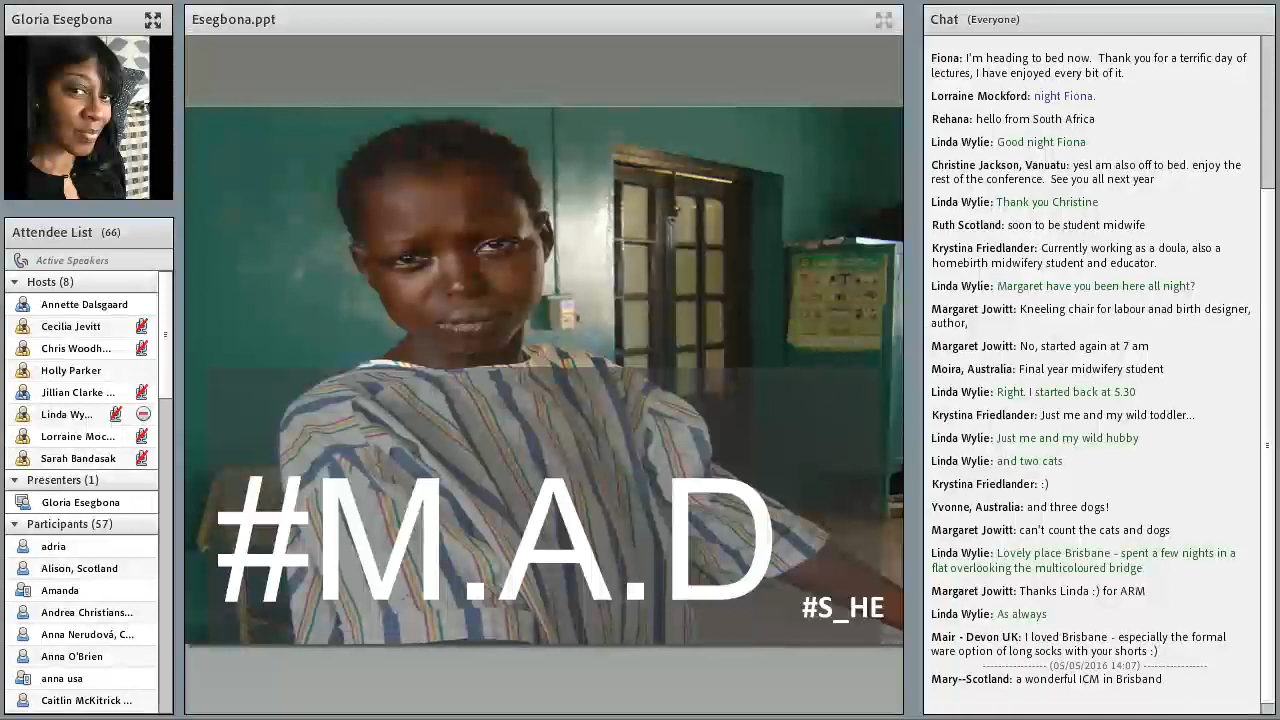 Gloria Esegbona
Attendee List (66)
Active Speakers
Hosts (8)
Annette Dalsgaard
Cecilia Jevitt
Chris Woodh...
Holly Parker
Jillian Clarke ...
Linda Wy...
Lorraine Moc...
Sarah Bandasak
Presenters (1)
Gloria Esegbona
Participants (57)
adria
Alison, Scotland
Amanda
Andrea Christians...
Anna Nerudová, C...
Anna O'Brien
anna usa
Caitlin McKitrick ...
Esegbona.ppt
#M.A.D
#S_HE
Chat (Everyone)
Fiona: I'm heading to bed now. Thank you for a terrific day of
lectures, I have enjoyed every bit of it.
Lorraine Mockford: night Fiona.
Rehana: hello from South Africa
Linda Wylie: Good night Fiona
Christine Jackson, Vanuatu: yesI am also off to bed. enjoy the
rest of the conference. See you all next year
Linda Wylie: Thank you Christine
Ruth Scotland: soon to be student midwife
Krystina Friedlander: Currently working as a doula, also a
homebirth midwifery student and educator.
Linda Wylie: Margaret have you been here all night?
Margaret Jowitt: Kneeling chair for labour anad birth designer,
author,
Margaret Jowitt: No, started again at 7 am
Moira, Australia: Final year midwifery student
Linda Wylie: Right. I started back at 5.30
Krystina Friedlander: Just me and my wild toddler...
Linda Wylie: Just me and my wild hubby
Linda Wylie: and two cats
Krystina Friedlander: :)
Yvonne, Australia: and three dogs!
Margaret Jowitt: can't count the cats and dogs
Linda Wylie: Lovely place Brisbane - spent a few nights in a
flat overlooking the multicoloured bridge
Margaret Jowitt: Thanks Linda :) for ARM
Linda Wylie: As always
Mair - Devon UK: I loved Brisbane - especially the formal
ware option of long socks with your shorts :)
----------------- (05/05/2016 14:07) -----------------
Mary--Scotland: a wonderful ICM in Brisband